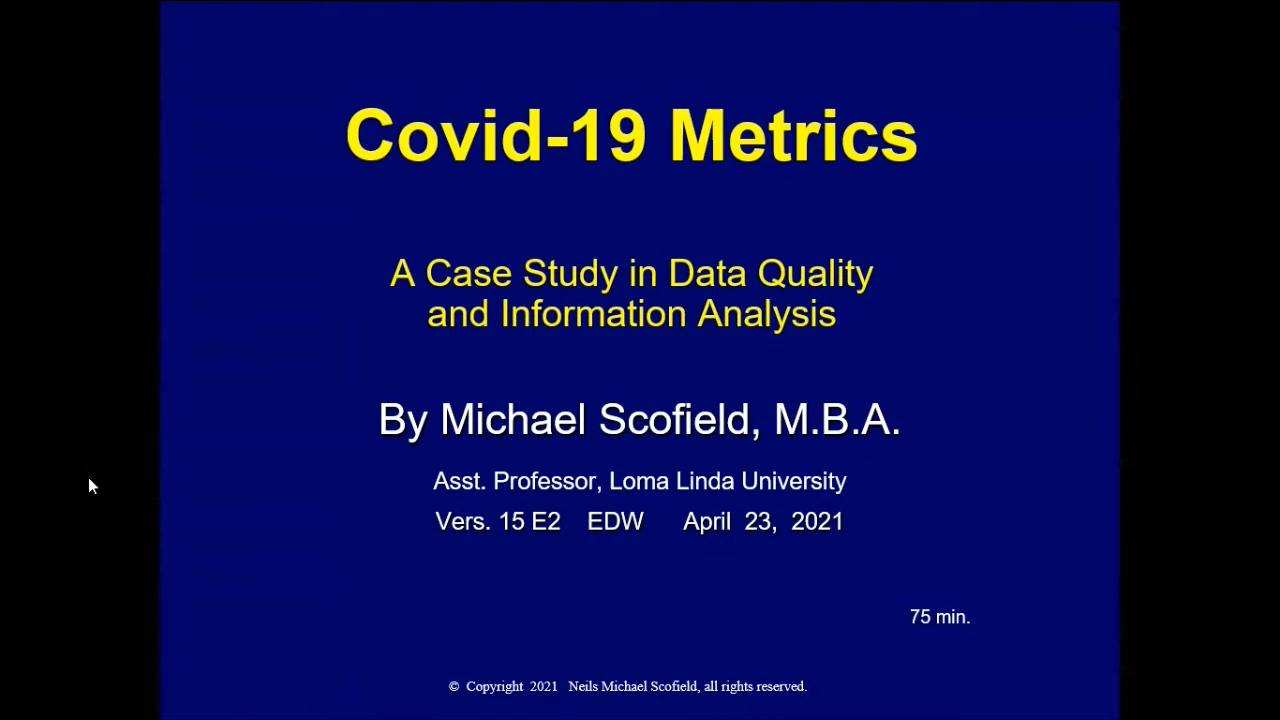 Covid-19 Metrics
A Case Study in Data Quality
and Information Analysis
By Michael Scofield, M.B.A.
Asst. Professor, Loma Linda University
Vers. 15 E2 EDW April 23, 2021
75 min.
© Copyright 2021 Neils Michael Scofield, all rights reserved.